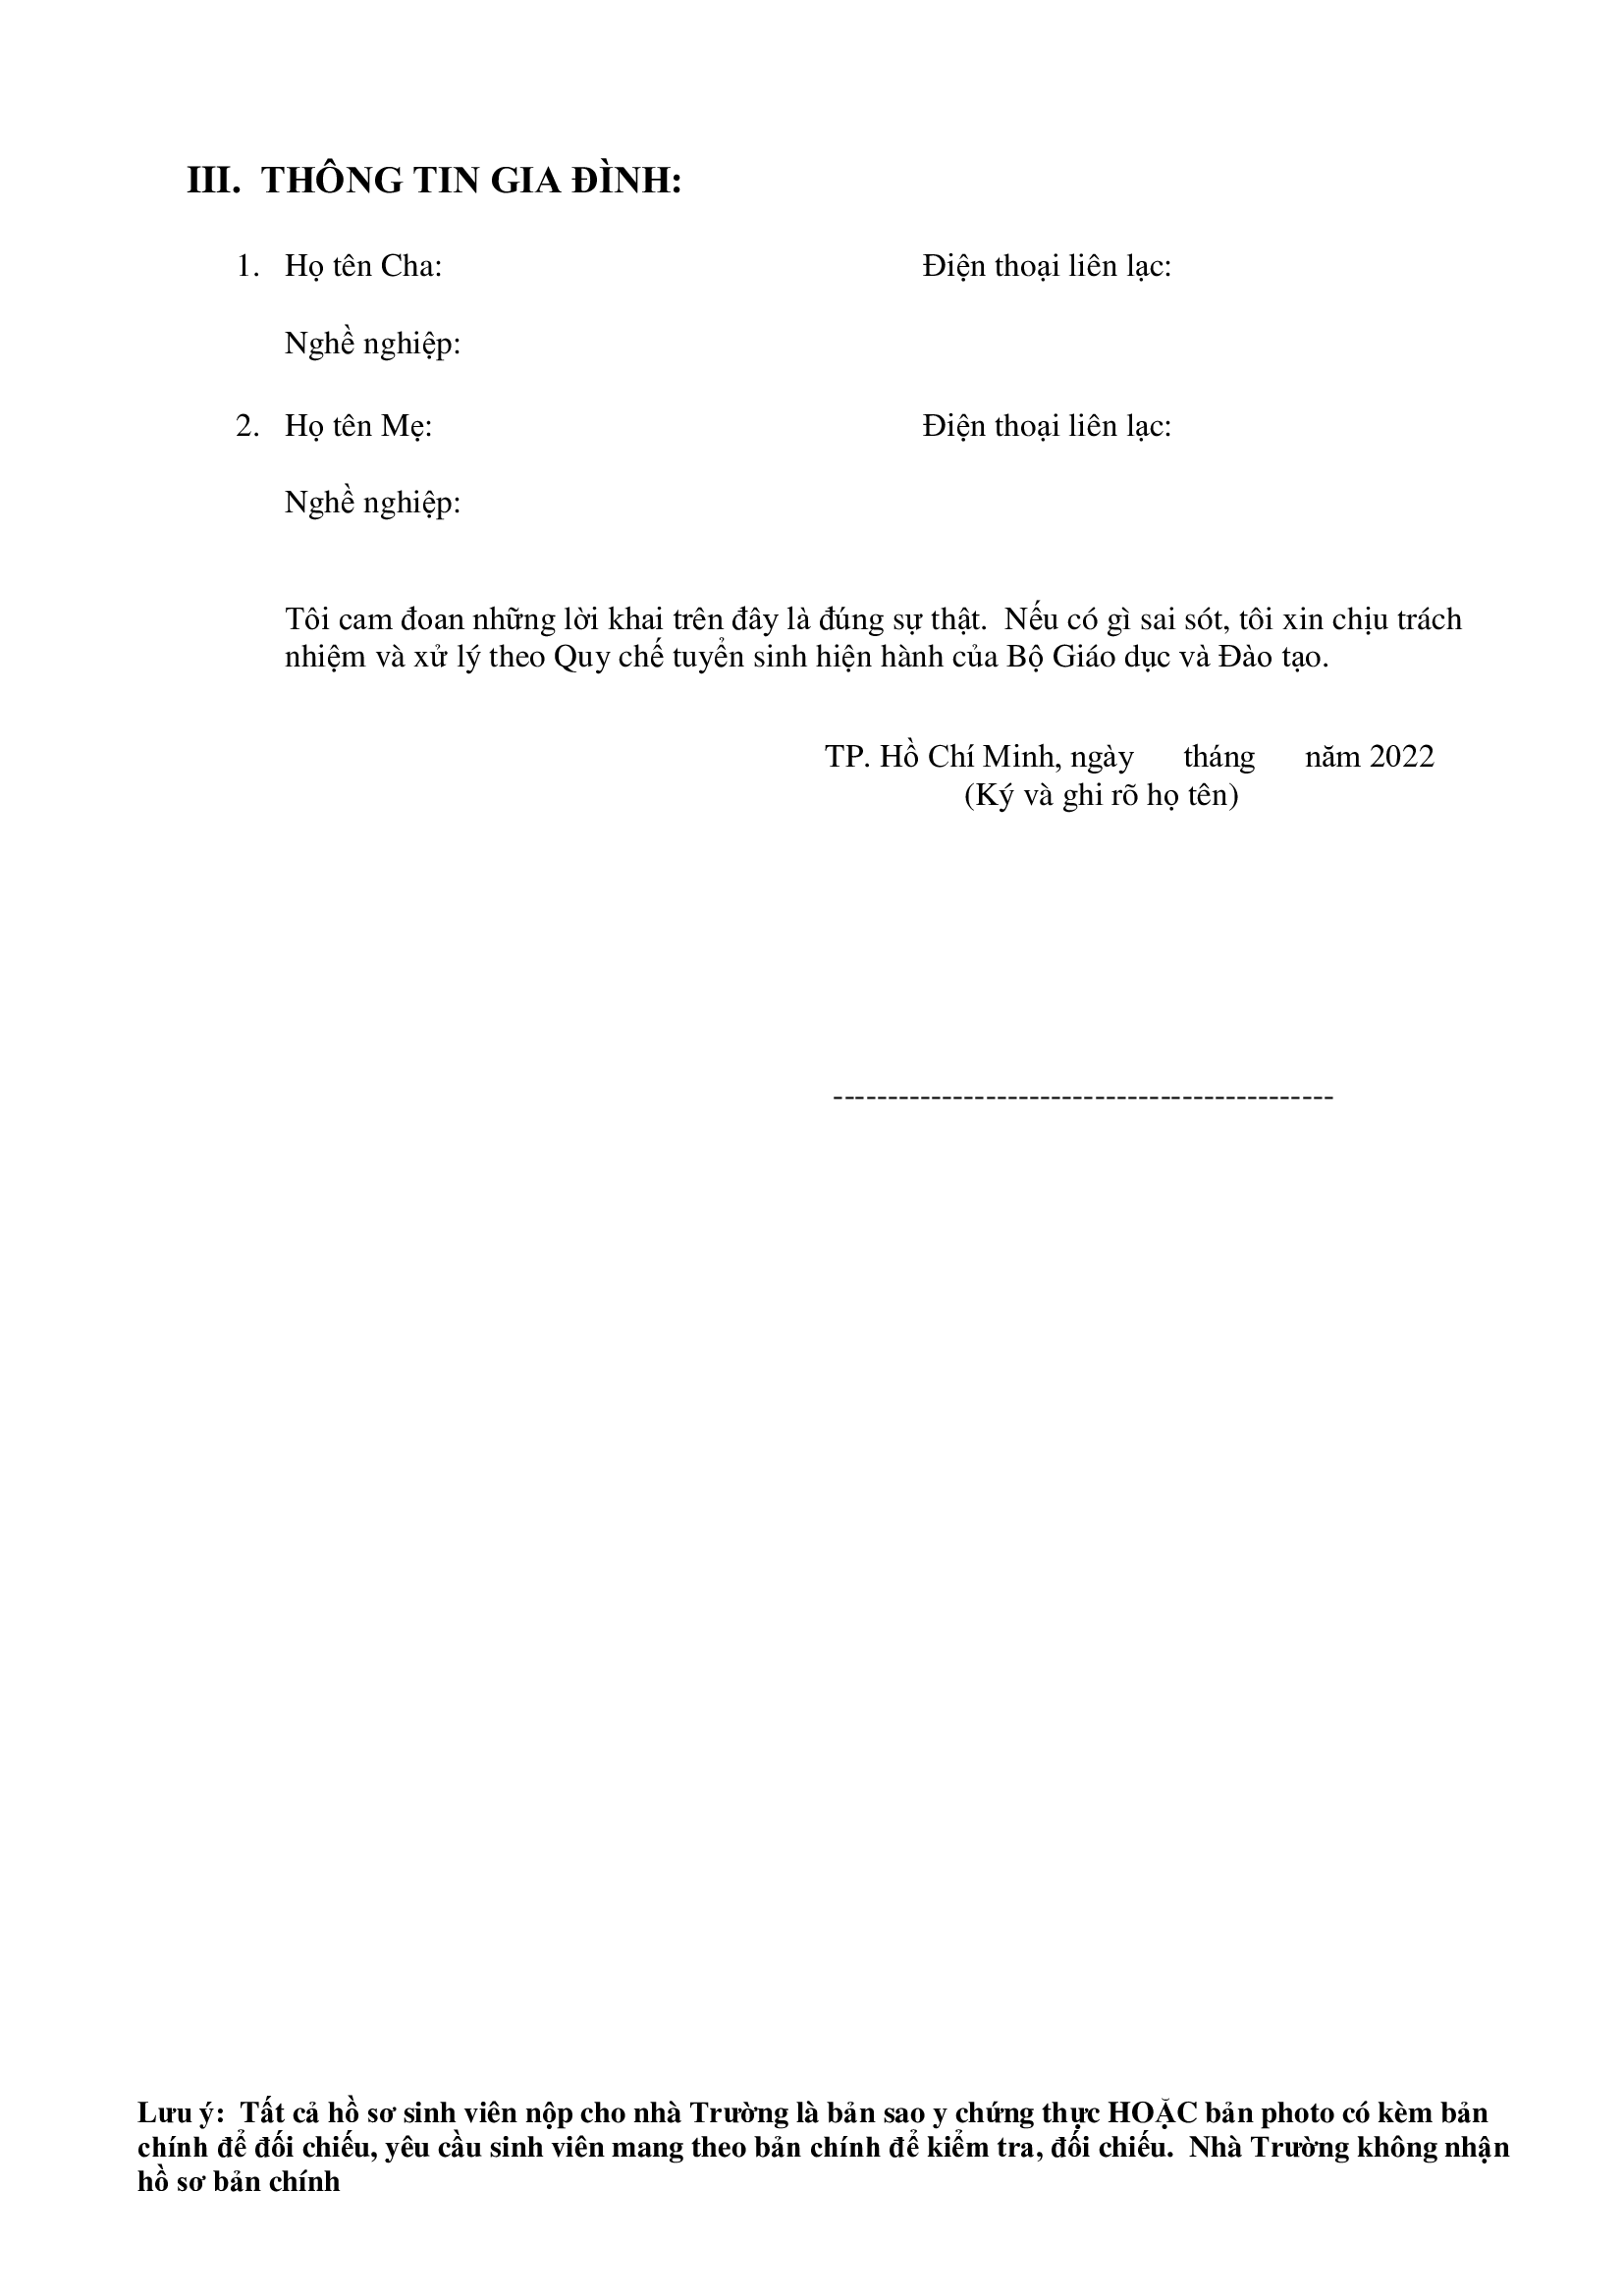 III. THÔNG TIN GIA ĐÌNH:
1. Họ tên Cha: Điện thoại liên lạc:
Nghề nghiệp:
2. Họ tên Mẹ: Điện thoại liên lạc:
Nghề nghiệp:
Tôi cam đoan những lời khai trên đây là đúng sự thật. Nếu có gì sai sót, tôi xin chịu trách
nhiệm và xử lý theo Quy chế tuyển sinh hiện hành của Bộ Giáo dục và Đào tạo.
TP. Hồ Chí Minh, ngày tháng năm 2022
(Ký và ghi rõ họ tên)
----------------------------------------------
Lưu ý: Tất cả hồ sơ sinh viên nộp cho nhà Trường là bản sao y chứng thực HOẶC bản photo có kèm bản
chính để đối chiếu, yêu cầu sinh viên mang theo bản chính để kiểm tra, đối chiếu. Nhà Trường không nhận
hồ sơ bản chính